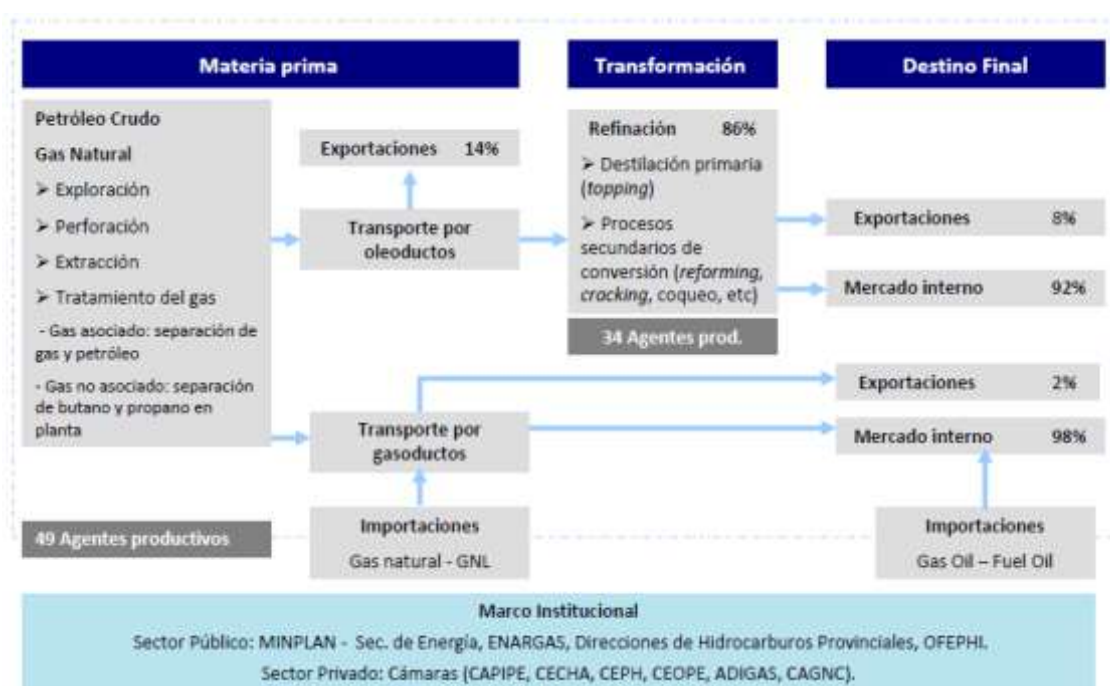 Materia prima
Petróleo Crudo
Gas Natural
➢ Exploración
➢ Perforación
➢ Extracción
➢ Tratamiento del gas
- Gas asociado: separación de
gas y petróleo
- Gas no asociado: separación
de butano y propano en
planta
49 Agentes productivos
Exportaciones 14%
Transporte por
oleoductos
Transporte por
gasoductos
Importaciones
Gas natural - GNL
Transformación
Refinación 86%
➢ Destilación primaria
(topping)
➢ Procesos
secundarios de
conversión (reforming,
cracking, coqueo, etc)
34 Agentes prod.
Destino Final
Exportaciones 8%
Mercado interno 92%
Exportaciones 2%
Mercado interno 98%
Importaciones
Gas Oil – Fuel Oil
Marco Institucional
Sector Público: MINPLAN - Sec. de Energía, ENARGAS, Direcciones de Hidrocarburos Provinciales, OFEPHI.
Sector Privado: Cámaras (CAPIPE, CECHA, CEPH, CEOPE, ADIGAS, CAGNC).